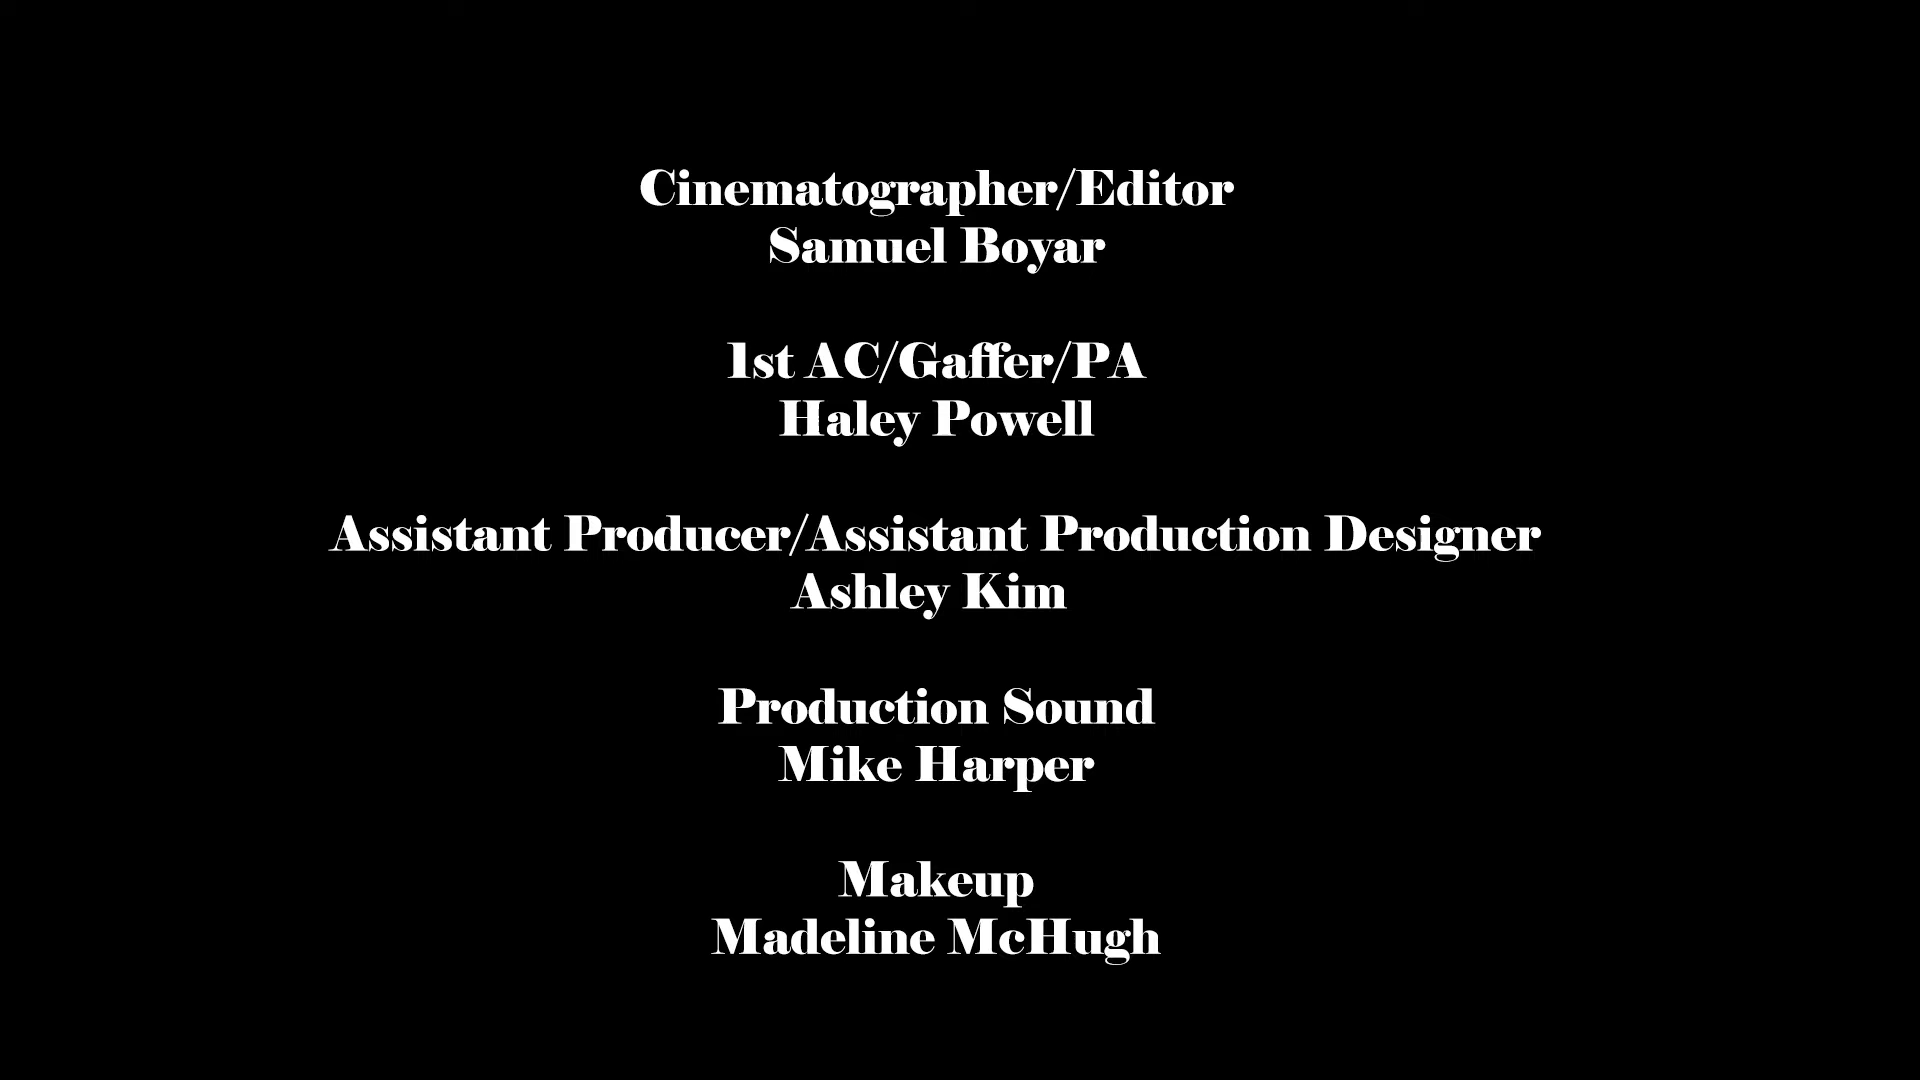 Cinematographer/Editor
Samuel Boyar
1st AC/Gaffer/PA
Haley Powell
Assistant Producer/Assistant Production Designer
Ashley Kim
Production Sound
Mike Harper
Makeup
Madeline McHugh